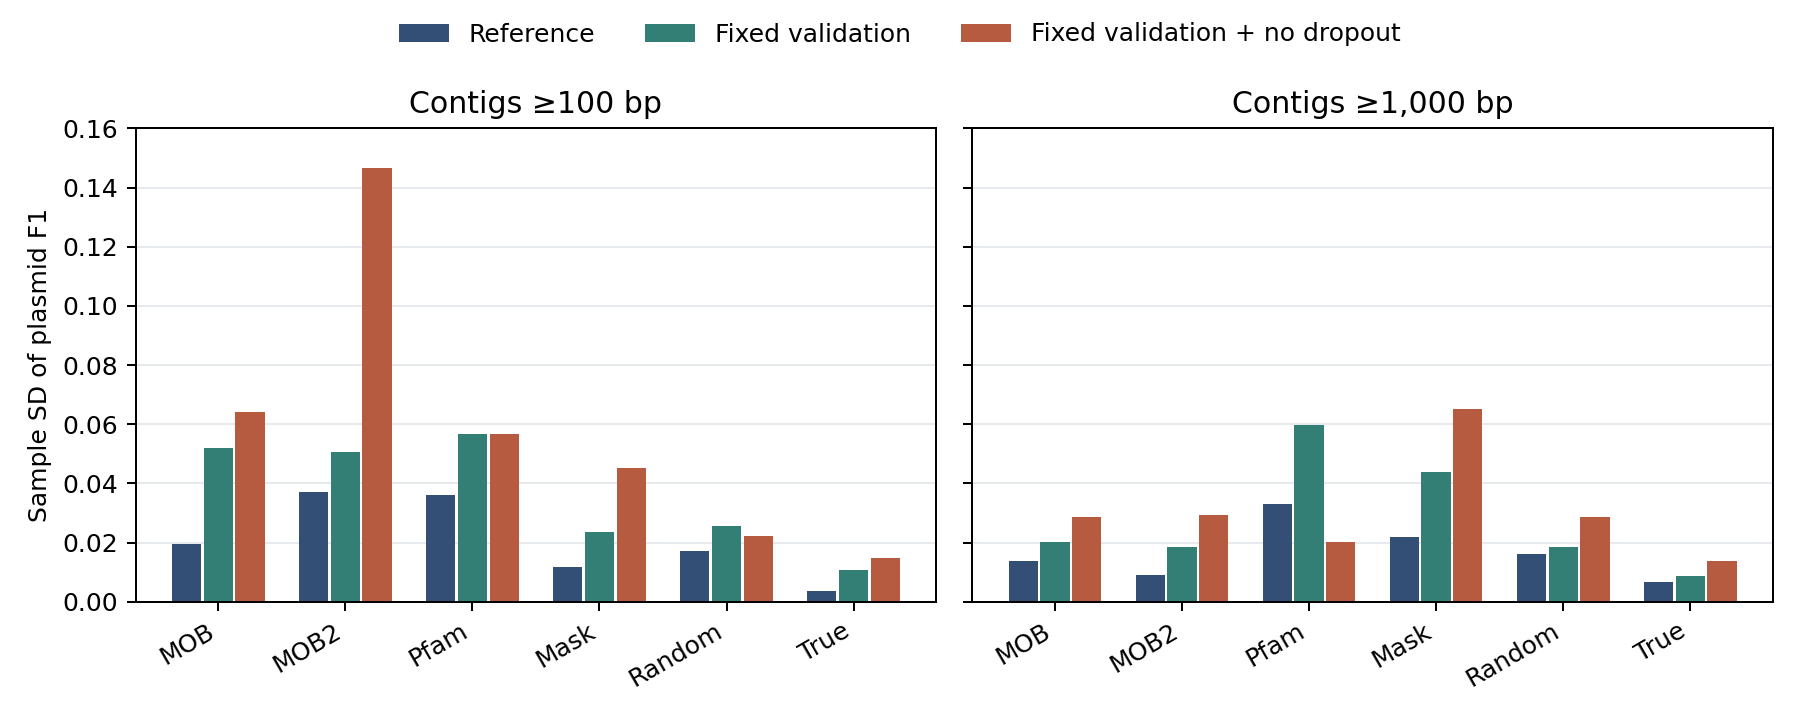 Reference Fixed validation Fixed validation + no dropout
Contigs ≥100 bp
Sample SD of plasmid F1
0.16
0.14
0.12
0.10
0.08
0.06
0.04
0.02
0.00
MOB MOB2 Pfam Mask Random True
Contigs ≥1,000 bp
MOB MOB2 Pfam Mask Random True